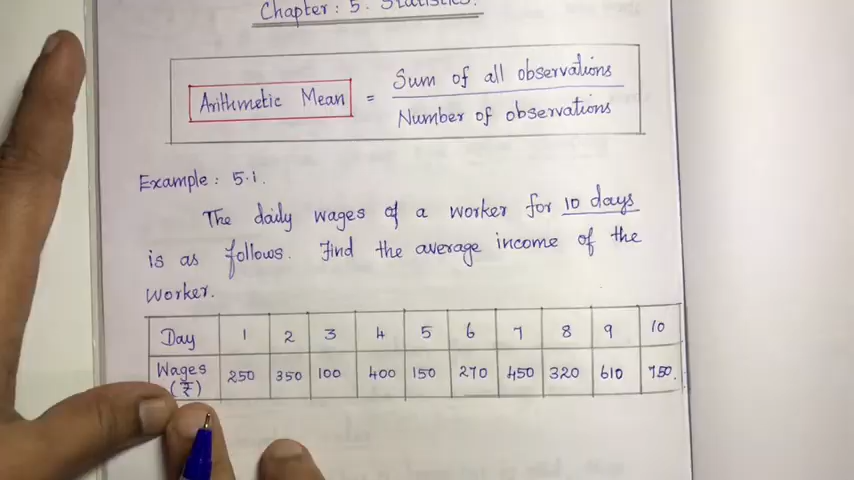 Chapter: 5. Statistics.
Arithmetic Mean = Sum of all observations
Number of observations
Example: 5.1.
The daily wages of a worker for 10 days
is as follows. Find the average income of the
worker.
Day 1 2 3 4 5 6 7 8 9 10
Wages (₹) 250 350 100 400 150 270 450 320 610 750.